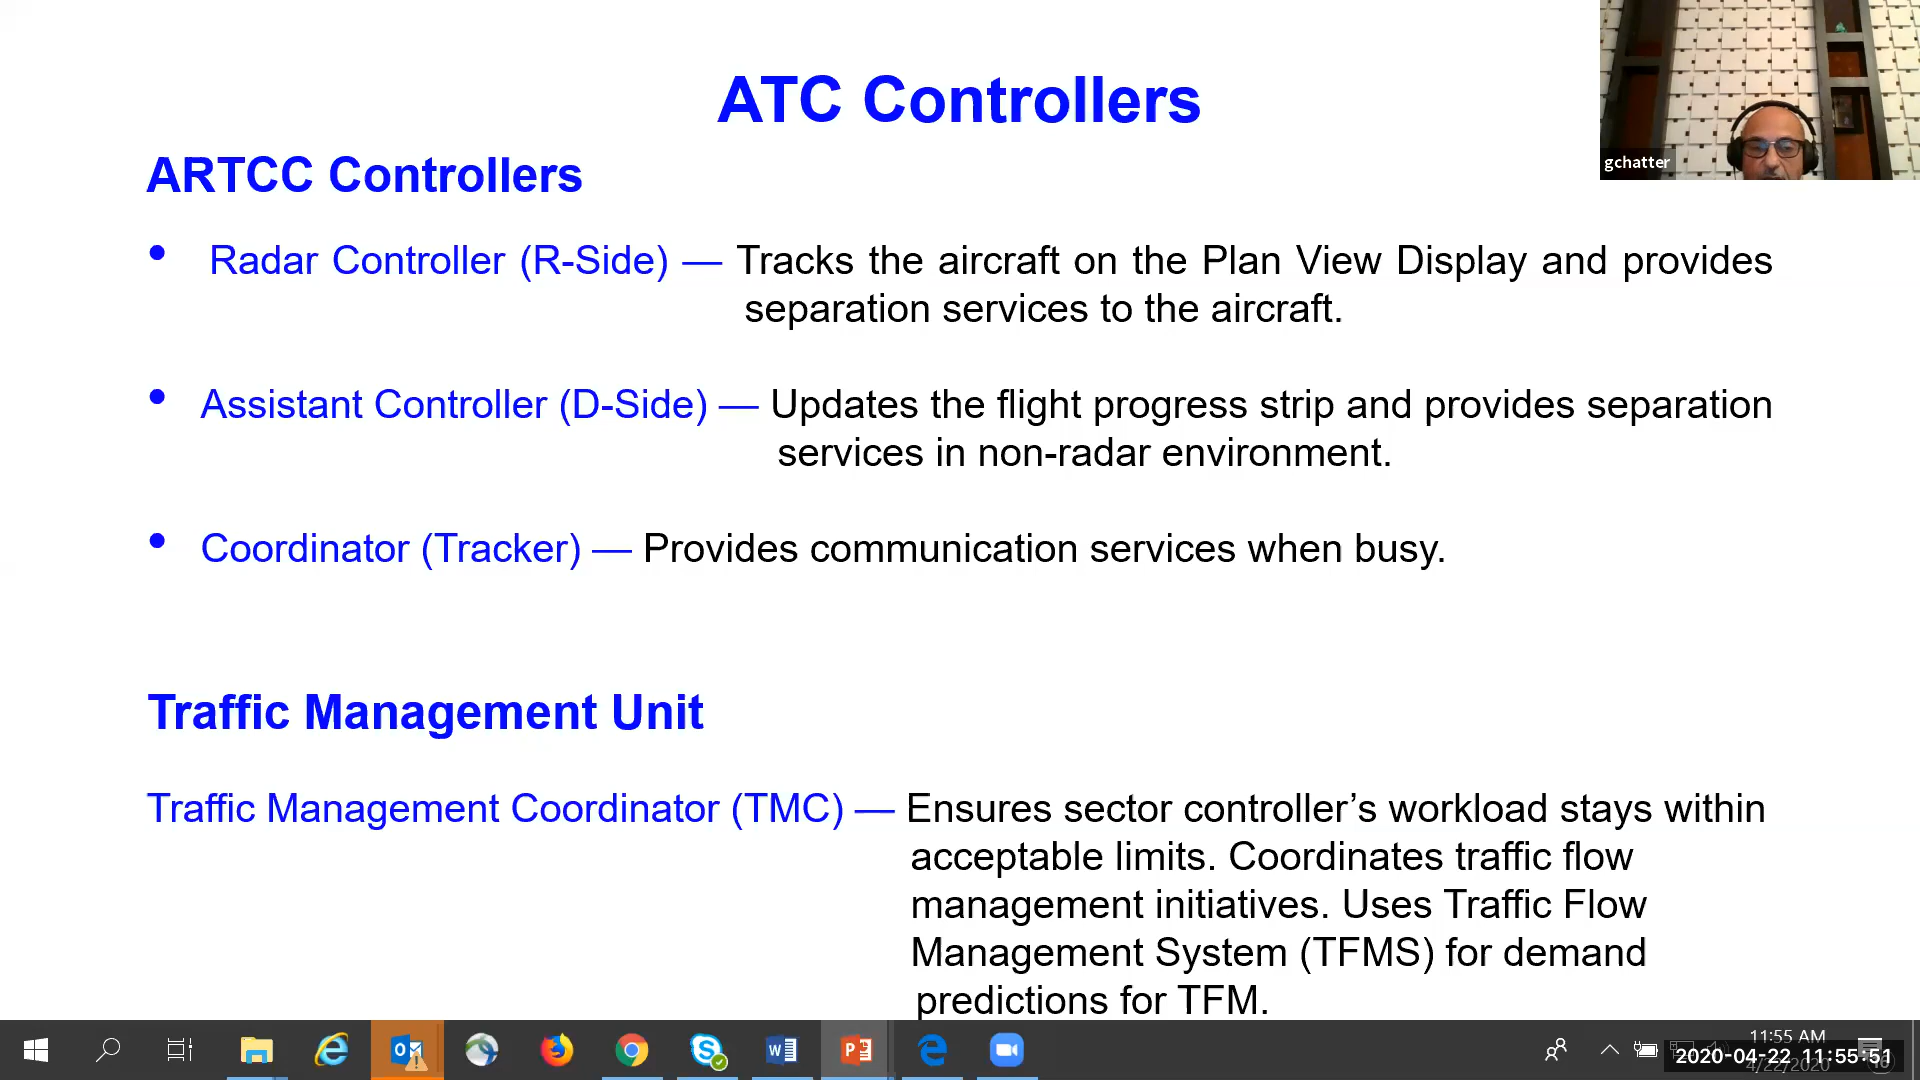 ATC Controllers
gchatter
ARTCC Controllers
• Radar Controller (R-Side) — Tracks the aircraft on the Plan View Display and provides
separation services to the aircraft.
• Assistant Controller (D-Side) — Updates the flight progress strip and provides separation
services in non-radar environment.
• Coordinator (Tracker) — Provides communication services when busy.
Traffic Management Unit
Traffic Management Coordinator (TMC) — Ensures sector controller’s workload stays within
acceptable limits. Coordinates traffic flow
management initiatives. Uses Traffic Flow
Management System (TFMS) for demand
predictions for TFM.
11:55 AM
2020-04-22 11:55:51
4/22/2020